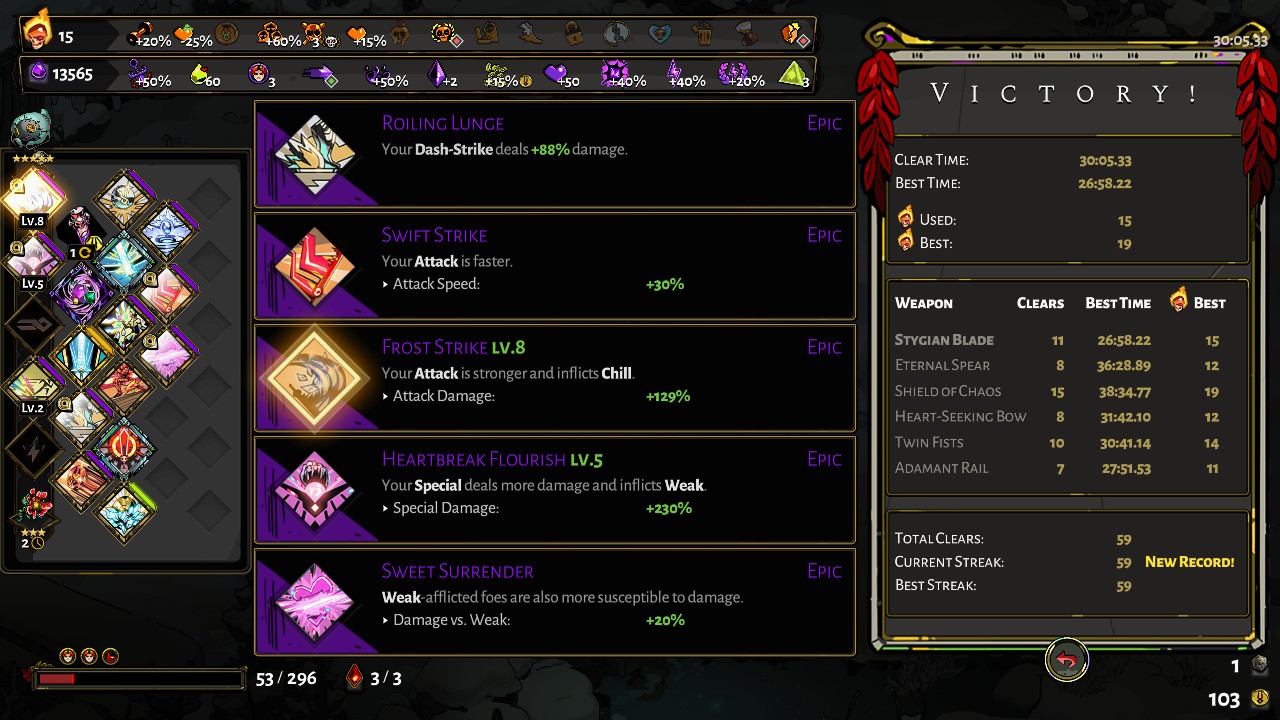 15
+20%
-25%
+60%
3
+15%
30:05.33
13565
+50%
60
3
+50%
+2
+15%
+50
+40%
+40%
+20%
3
VICTORY!
Lv.8
1
Lv.5
Lv.2
2
ROILING LUNGE
EPIC
Your Dash-Strike deals +88% damage.
SWIFT STRIKE
EPIC
Your Attack is faster.
Attack Speed: +30%
FROST STRIKE LV.8
EPIC
Your Attack is stronger and inflicts Chill.
Attack Damage: +129%
HEARTBREAK FLOURISH LV.5
EPIC
Your Special deals more damage and inflicts Weak.
Special Damage: +230%
SWEET SURRENDER
EPIC
Weak-afflicted foes are also more susceptible to damage.
Damage vs. Weak: +20%
CLEAR TIME: 30:05.33
BEST TIME: 26:58.22
USED: 15
BEST: 19
WEAPON CLEARS BEST TIME BEST
STYGIAN BLADE 11 26:58.22 15
ETERNAL SPEAR 8 36:28.89 12
SHIELD OF CHAOS 15 38:34.77 19
HEART-SEEKING BOW 8 31:42.10 12
TWIN FISTS 10 30:41.14 14
ADAMANT RAIL 7 27:51.53 11
TOTAL CLEARS: 59
CURRENT STREAK: 59 NEW RECORD!
BEST STREAK: 59
53 / 296
3 / 3
1
103